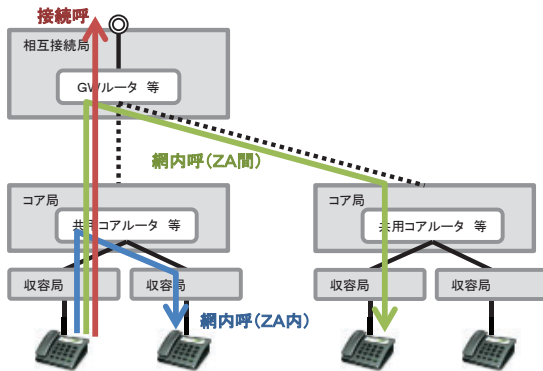 接続呼
相互接続局
GWルータ 等
網内呼(ZA間)
コア局
共用コアルータ 等
コア局
共用コアルータ 等
収容局
収容局
収容局
収容局
網内呼(ZA内)